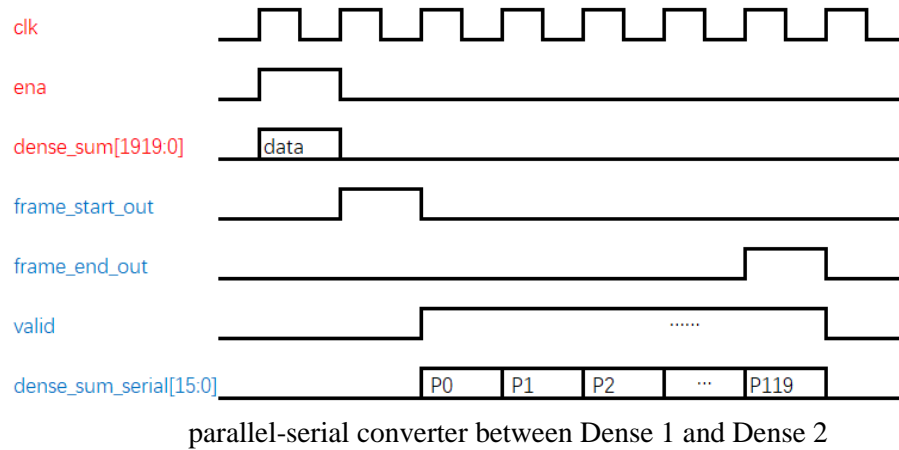 clk
ena
dense_sum[1919:0] data
frame_start_out
frame_end_out
valid ......
dense_sum_serial[15:0] P0 P1 P2 ... P119
parallel-serial converter between Dense 1 and Dense 2